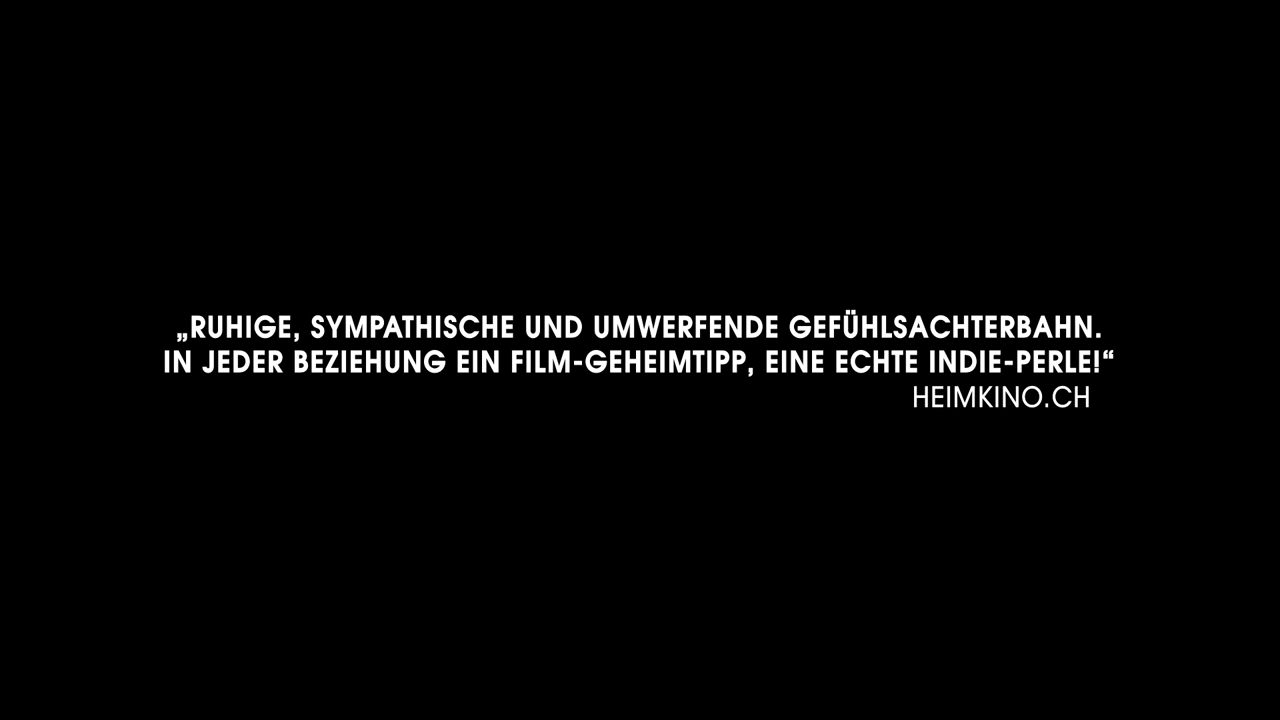 „RUHIGE, SYMPATHISCHE UND UMWERFENDE GEFÜHLSACHTERBAHN.
IN JEDER BEZIEHUNG EIN FILM-GEHEIMTIPP, EINE ECHTE INDIE-PERLE!“
HEIMKINO.CH